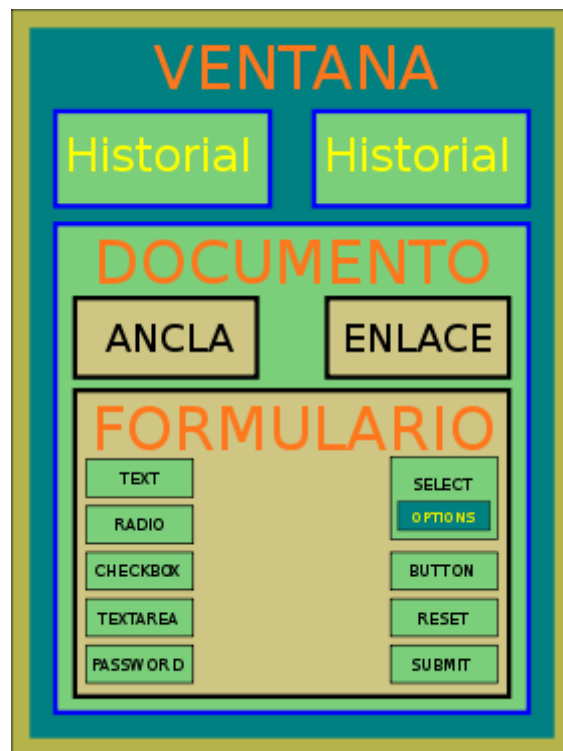 VENTANA
Historial Historial
DOCUMENTO
ANCLA ENLACE
FORMULARIO
TEXT
RADIO
CHECKBOX
TEXTAREA
PASSWORD
SELECT
OPTIONS
BUTTON
RESET
SUBMIT